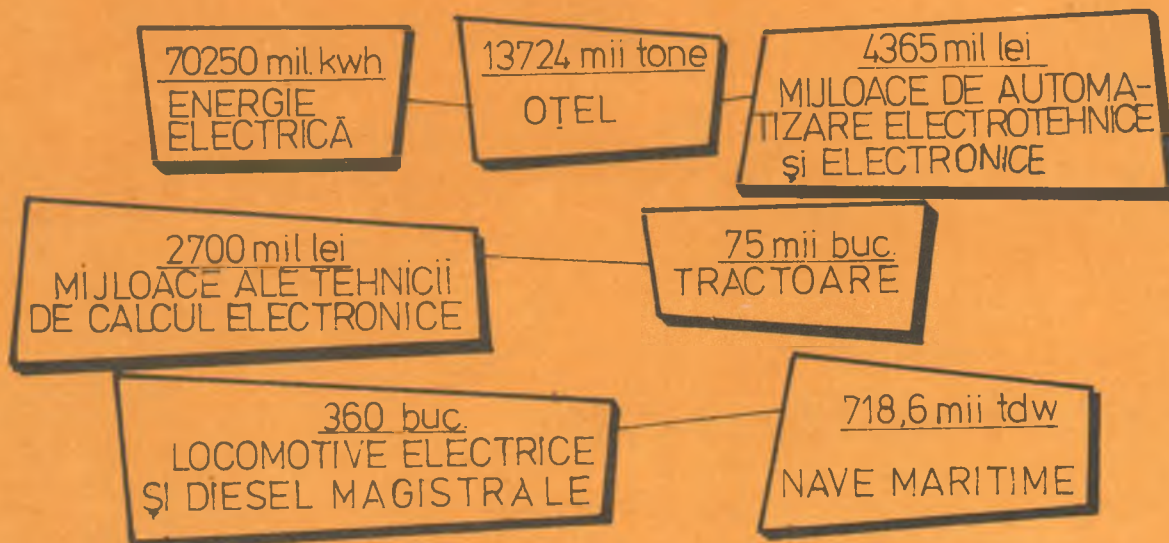 70250 mil. kwh
ENERGIE
ELECTRICĂ
13724 mii tone
OȚEL
4365 mil lei
MIJLOACE DE AUTOMA-
TIZARE ELECTROTEHNICE
și ELECTRONICE
2700 mil lei
MIJLOACE ALE TEHNICII
DE CALCUL ELECTRONICE
75 mii buc.
TRACTOARE
360 buc.
LOCOMOTIVE ELECTRICE
ȘI DIESEL MAGISTRALE
718,6 mii tdw
NAVE MARITIME